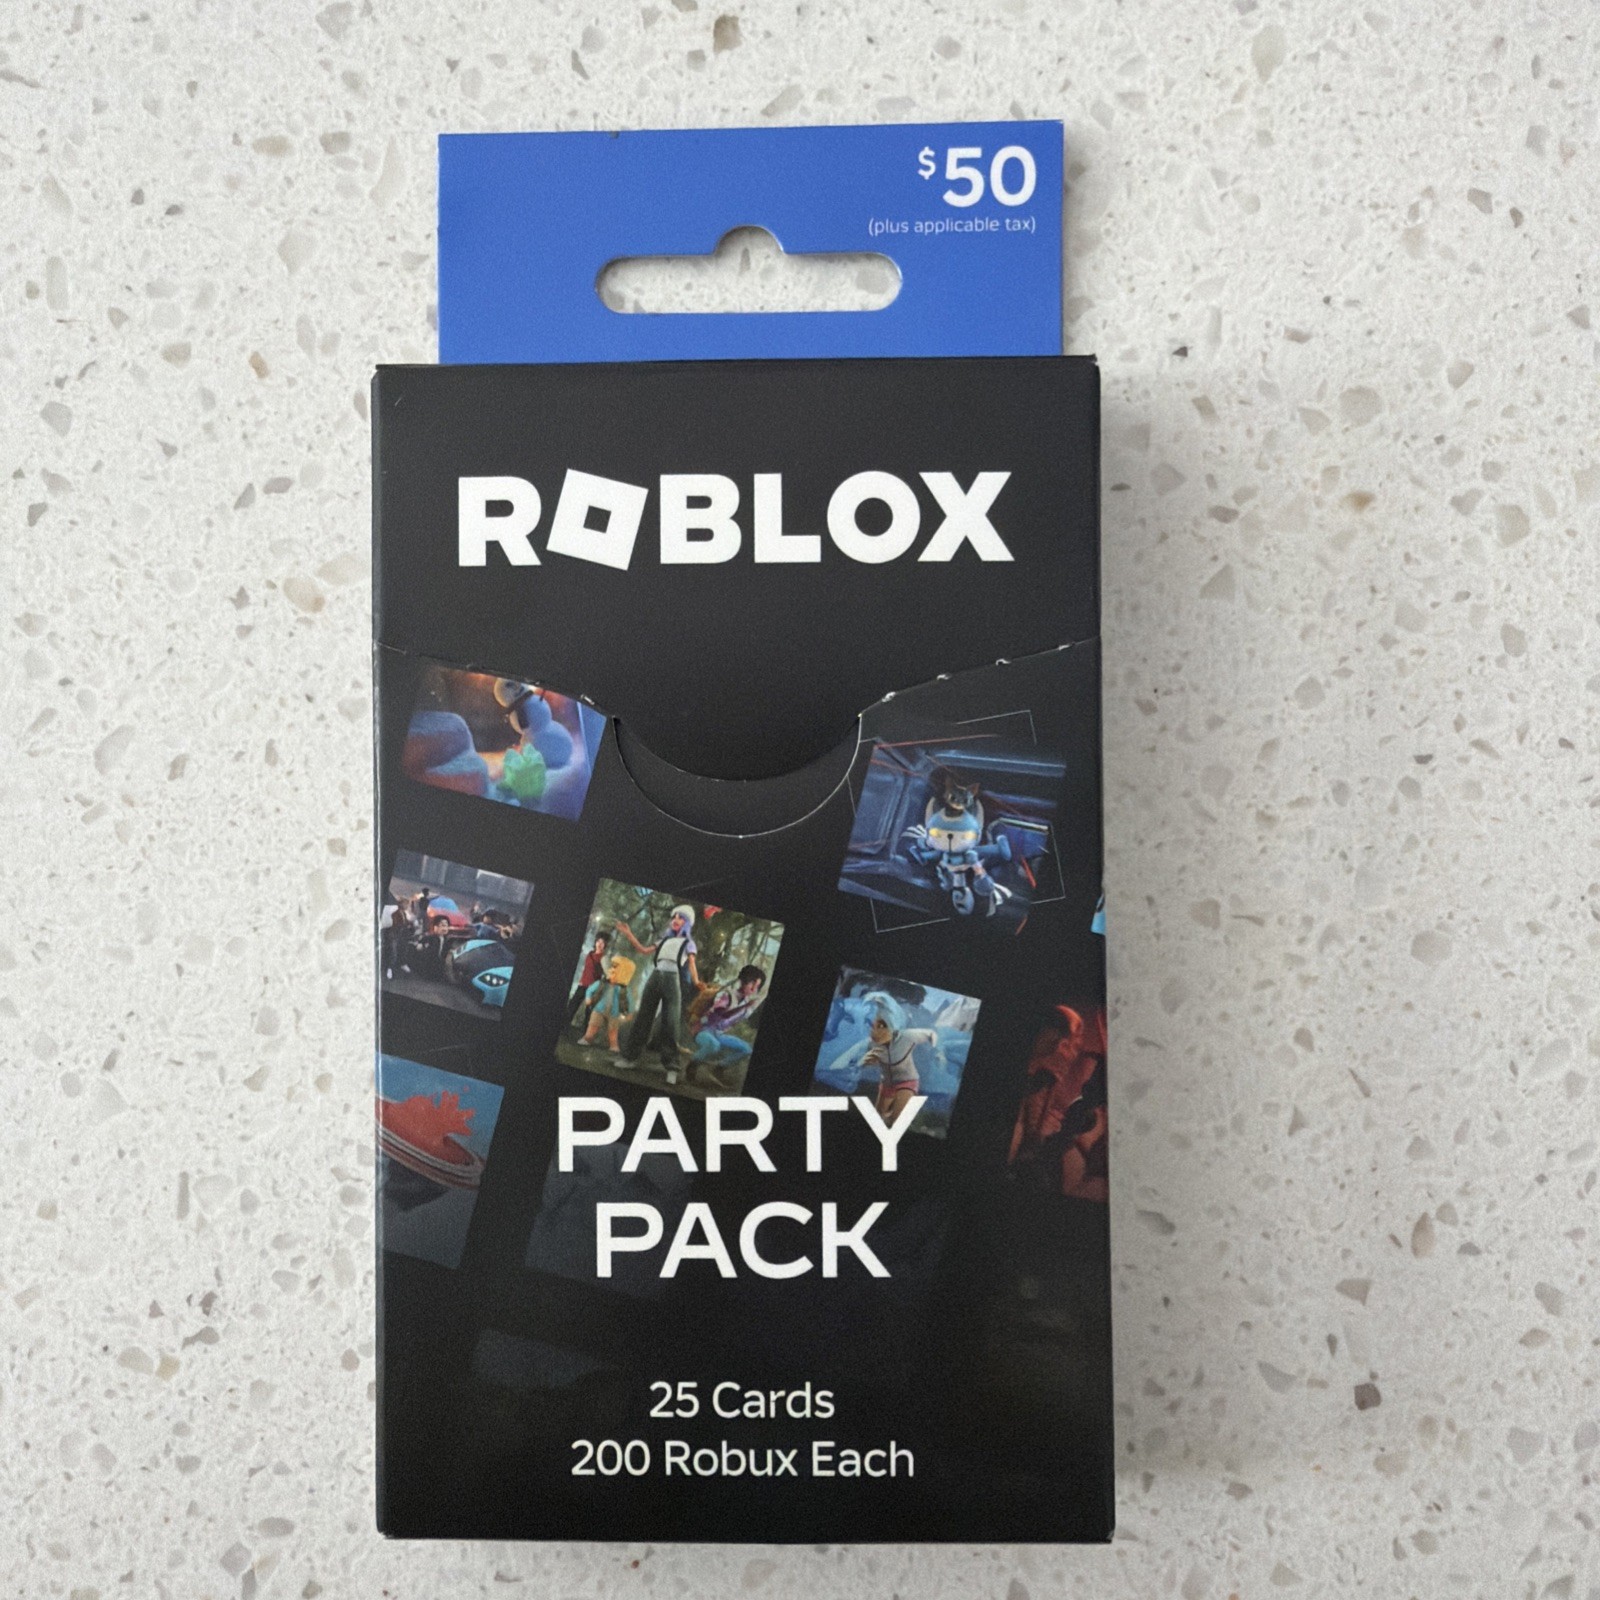 $50
(plus applicable tax)
ROBLOX
PARTY
PACK
25 Cards
200 Robux Each